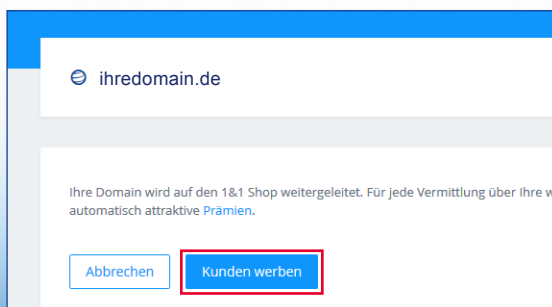 ihredomain.de
Ihre Domain wird auf den 1&1 Shop weitergeleitet. Für jede Vermittlung über Ihre
automatisch attraktive Prämien.
Abbrechen
Kunden werben